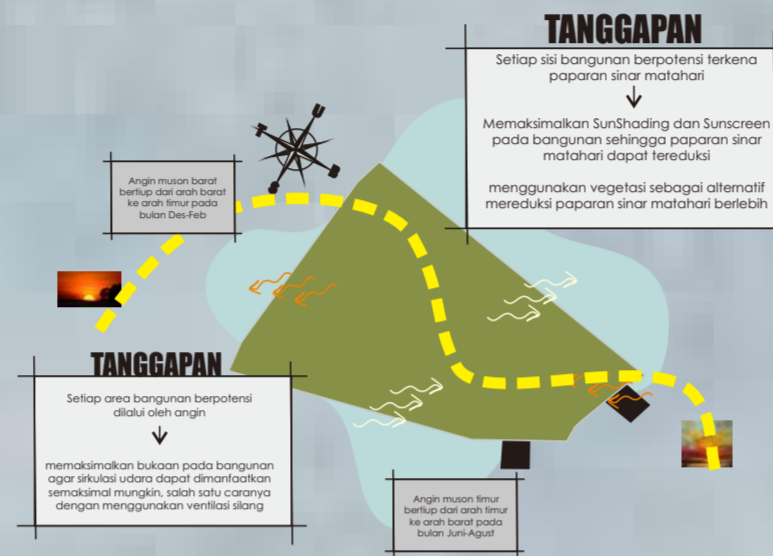 TANGGAPAN
Setiap sisi bangunan berpotensi terkena
paparan sinar matahari
Memaksimalkan SunShading dan Sunscreen
pada bangunan sehingga paparan sinar
matahari dapat tereduksi
menggunakan vegetasi sebagai alternatif
mereduksi paparan sinar matahari berlebih
U
T
B
S
Angin muson barat
bertiup dari arah barat
ke arah timur pada
bulan Des-Feb
TANGGAPAN
Setiap area bangunan berpotensi
dilalui oleh angin
memaksimalkan bukaan pada bangunan
agar sirkulasi udara dapat dimanfaatkan
semaksimal mungkin, salah satu caranya
dengan menggunakan ventilasi silang
Angin muson timur
bertiup dari arah timur
ke arah barat pada
bulan Juni-Agust